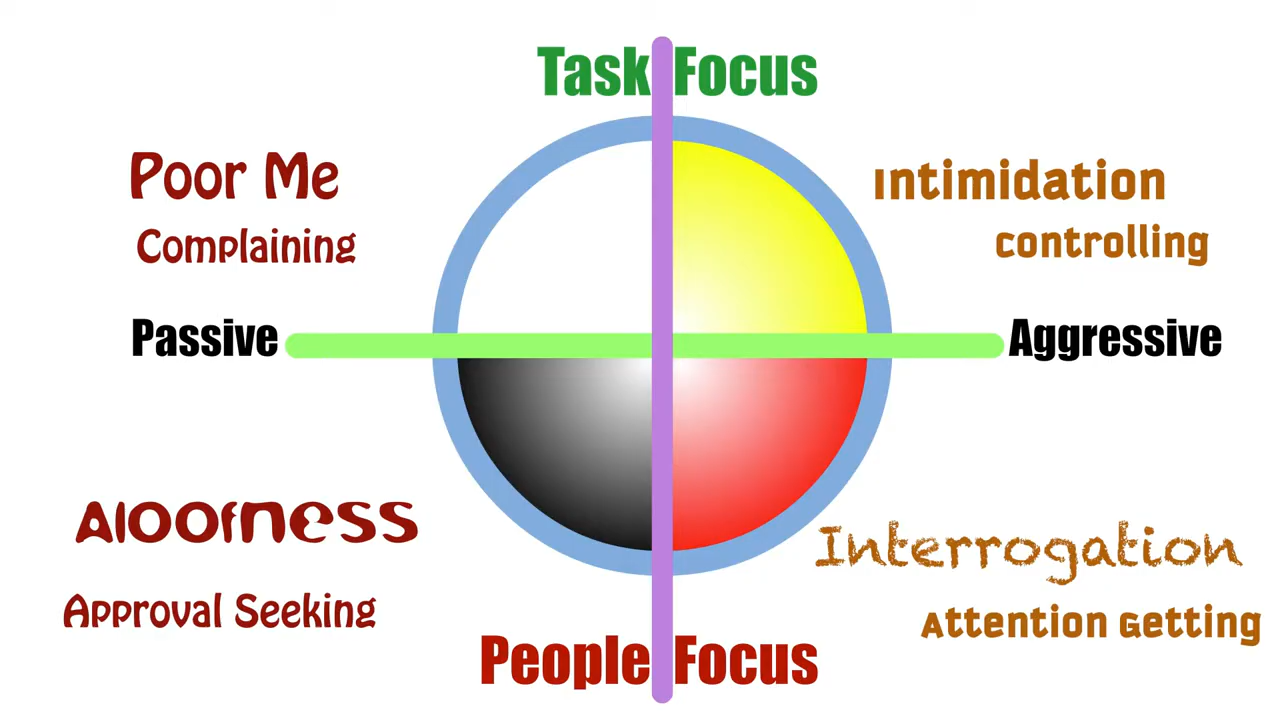 Task Focus
Poor Me
Intimidation
Complaining
controlling
Passive
Aggressive
Aloofness
Interrogation
Approval Seeking
Attention Getting
People Focus